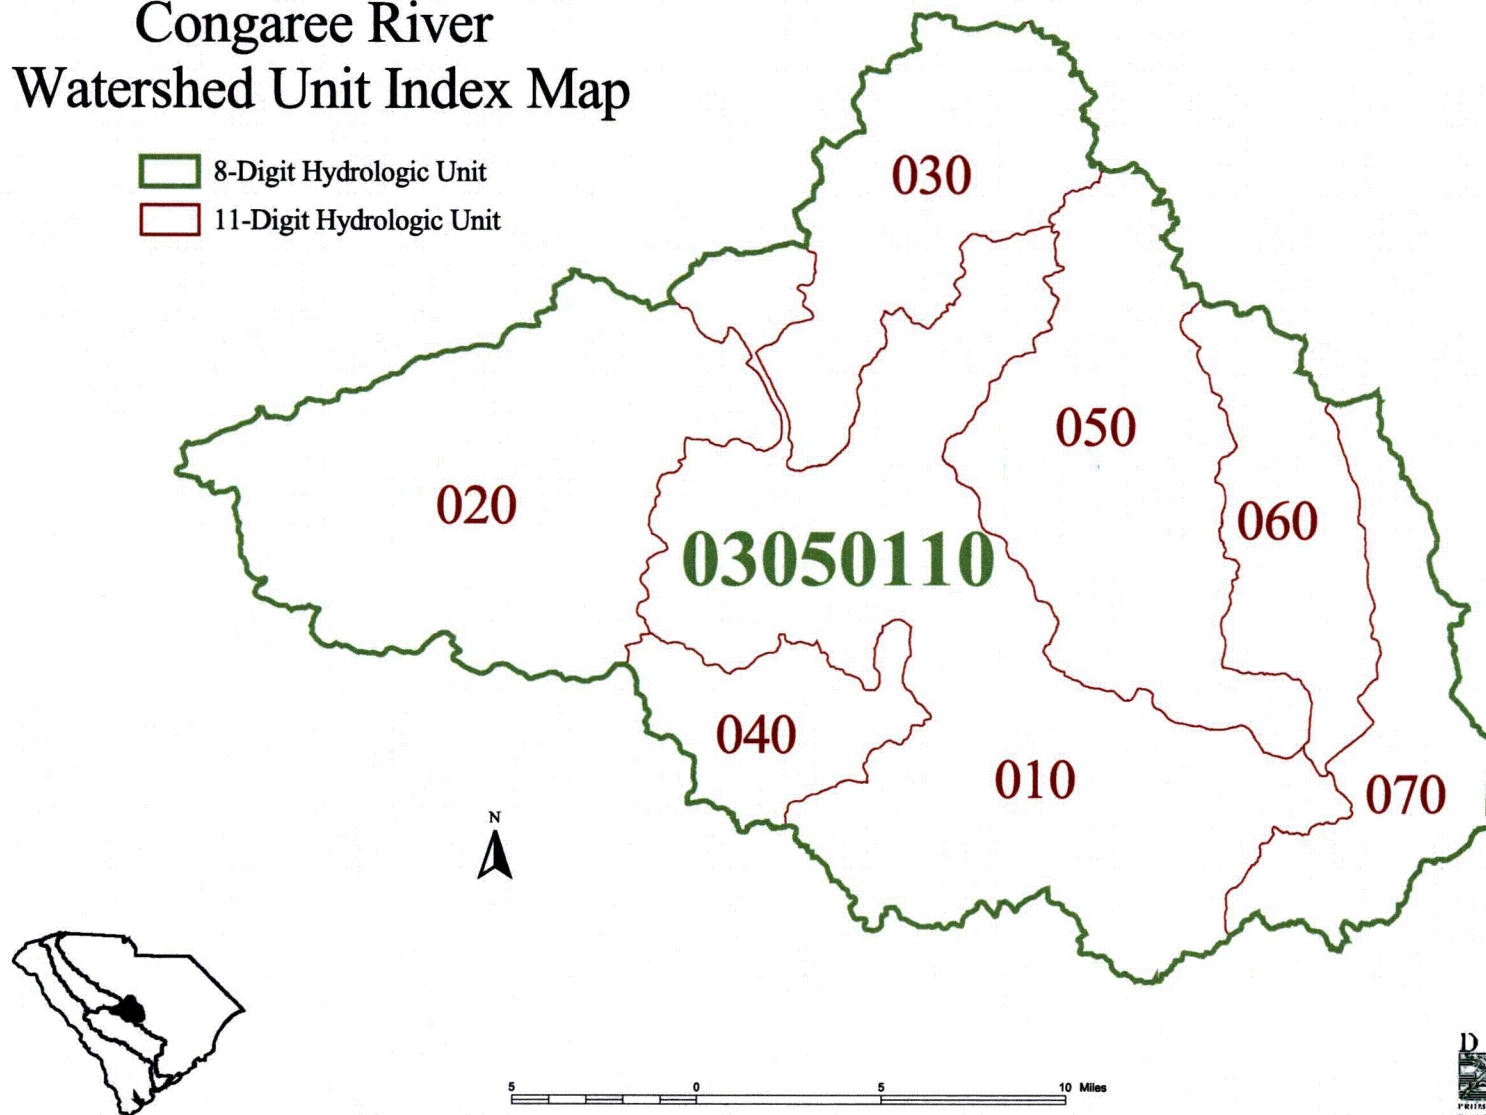 Congaree River
Watershed Unit Index Map
8-Digit Hydrologic Unit
11-Digit Hydrologic Unit
030
050
020
060
03050110
040
010
070
N
5 0 5 10 Miles
D